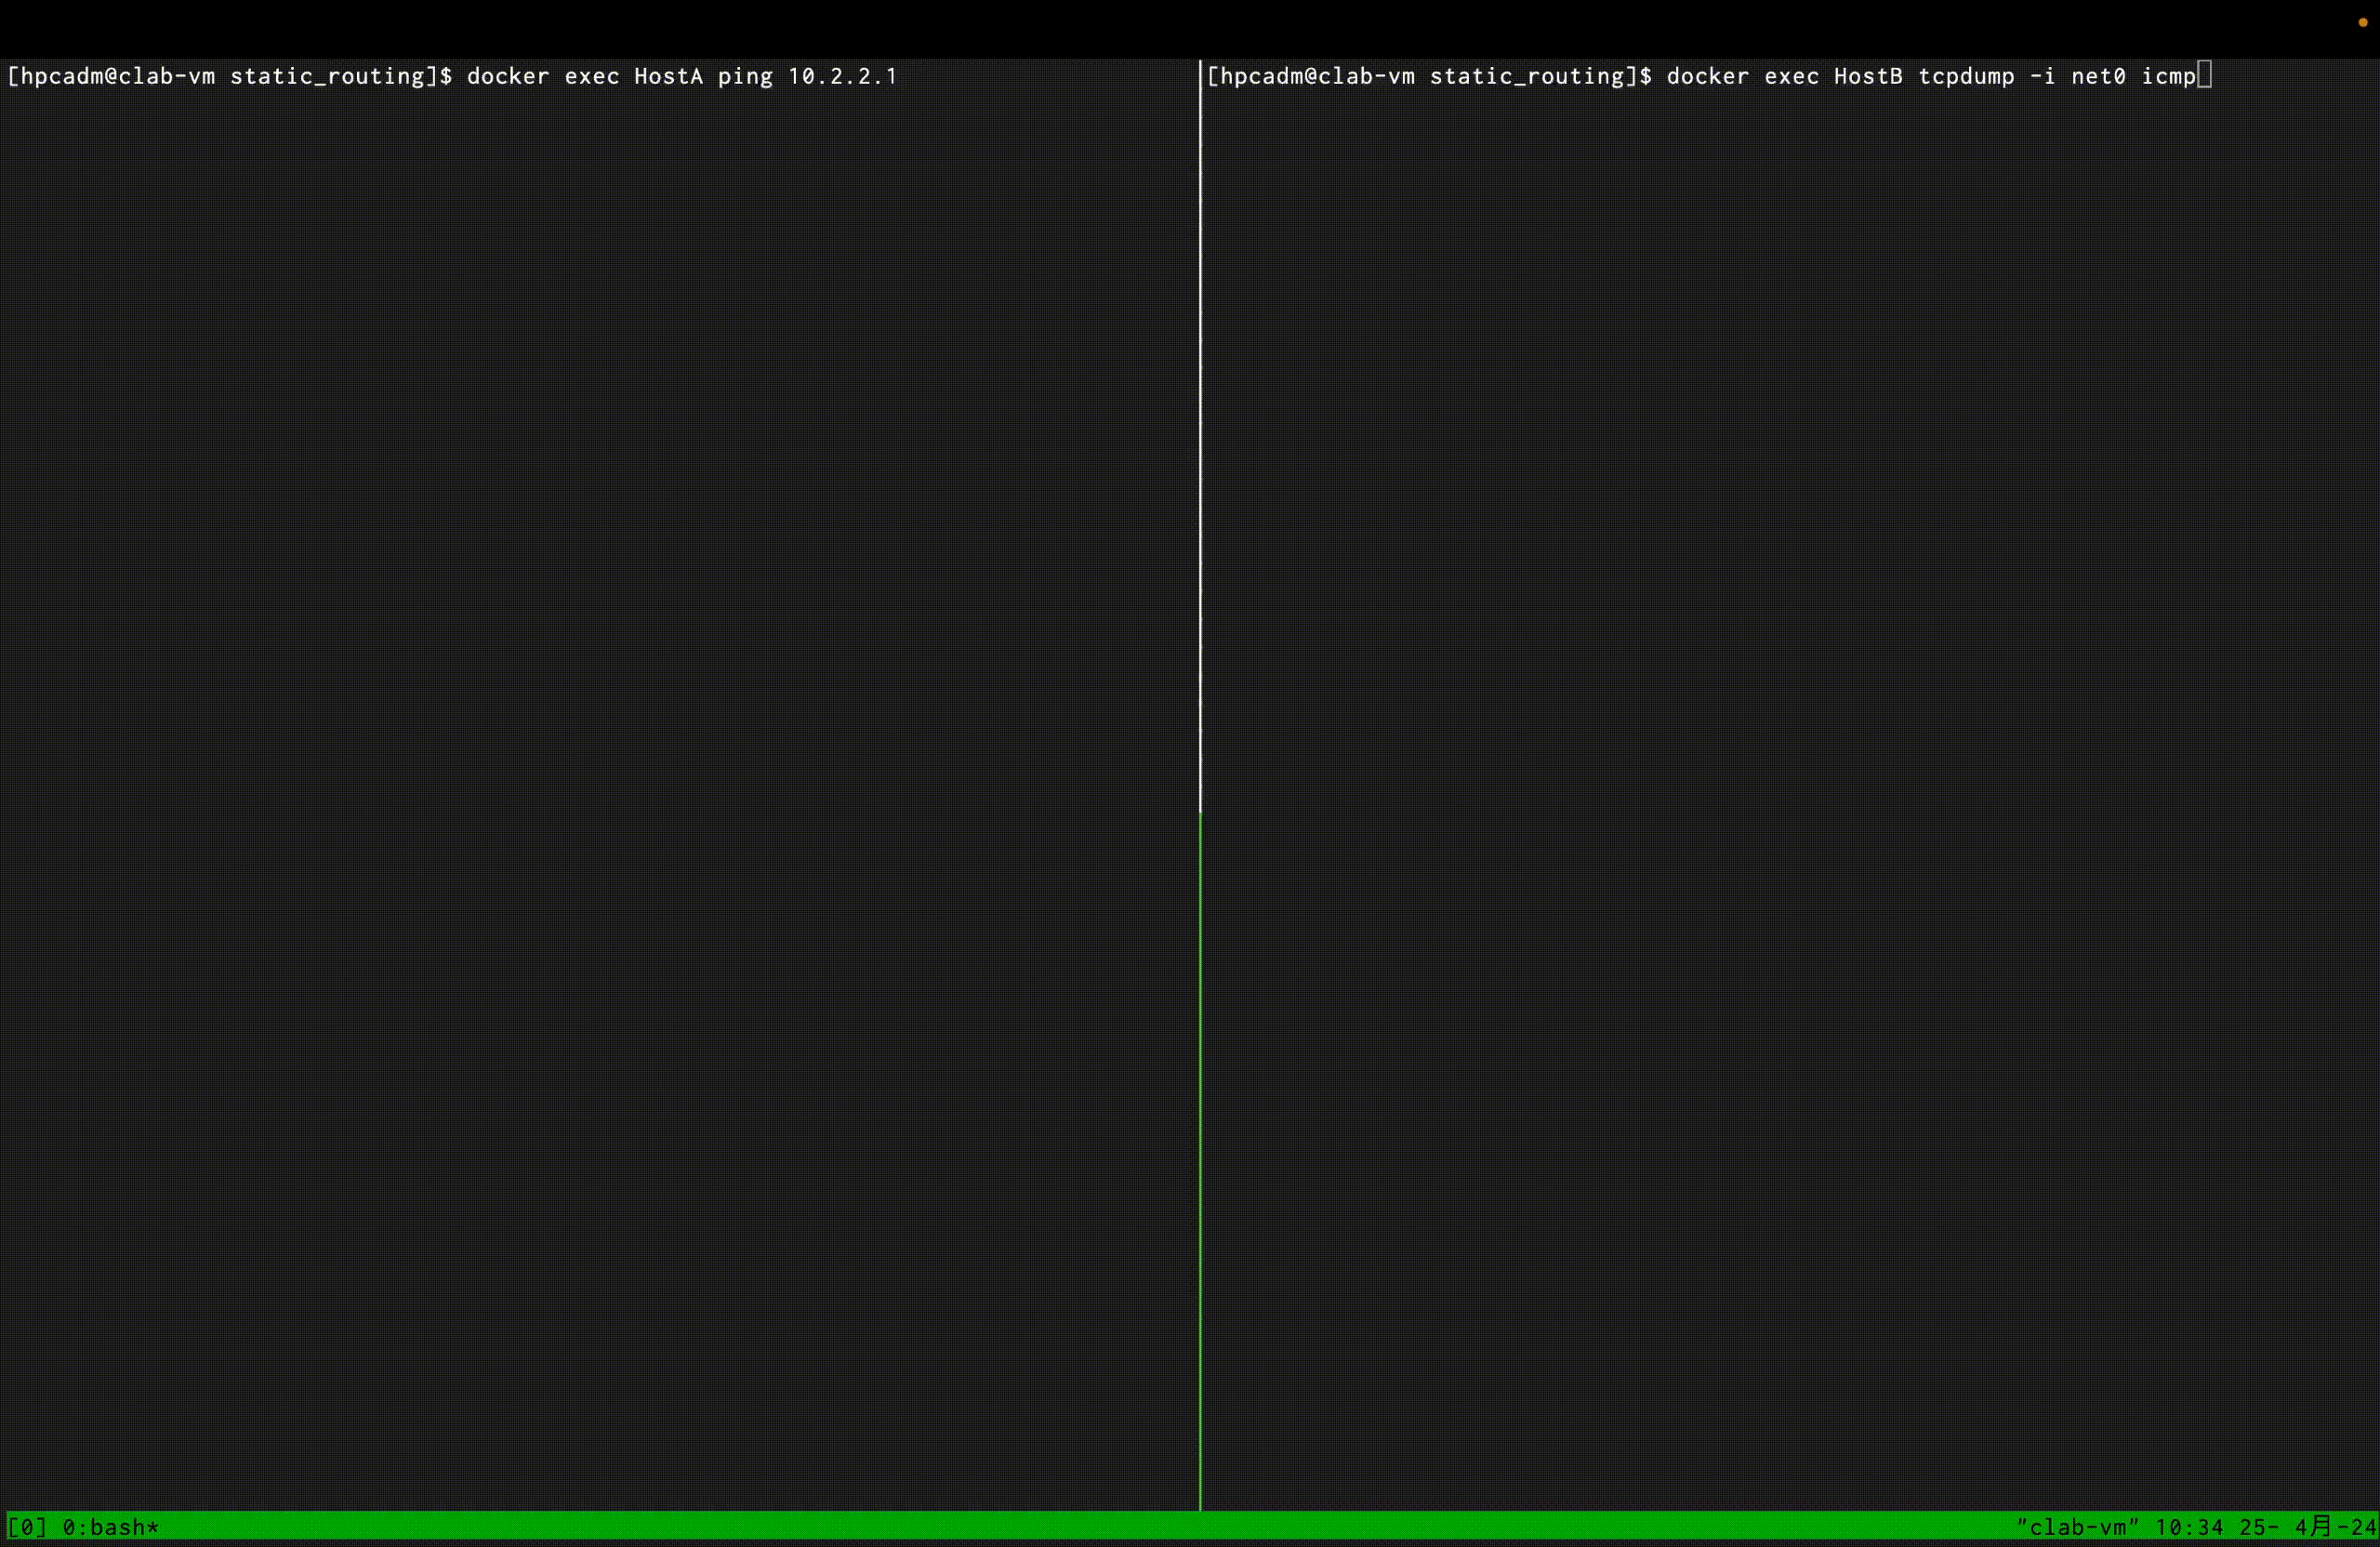 [hpcadm@clab-vm static_routing]$ docker exec HostA ping 10.2.2.1
[hpcadm@clab-vm static_routing]$ docker exec HostB tcpdump -i net0 icmp
[0] 0:bash*
"clab-vm" 10:34 25- 4月-24